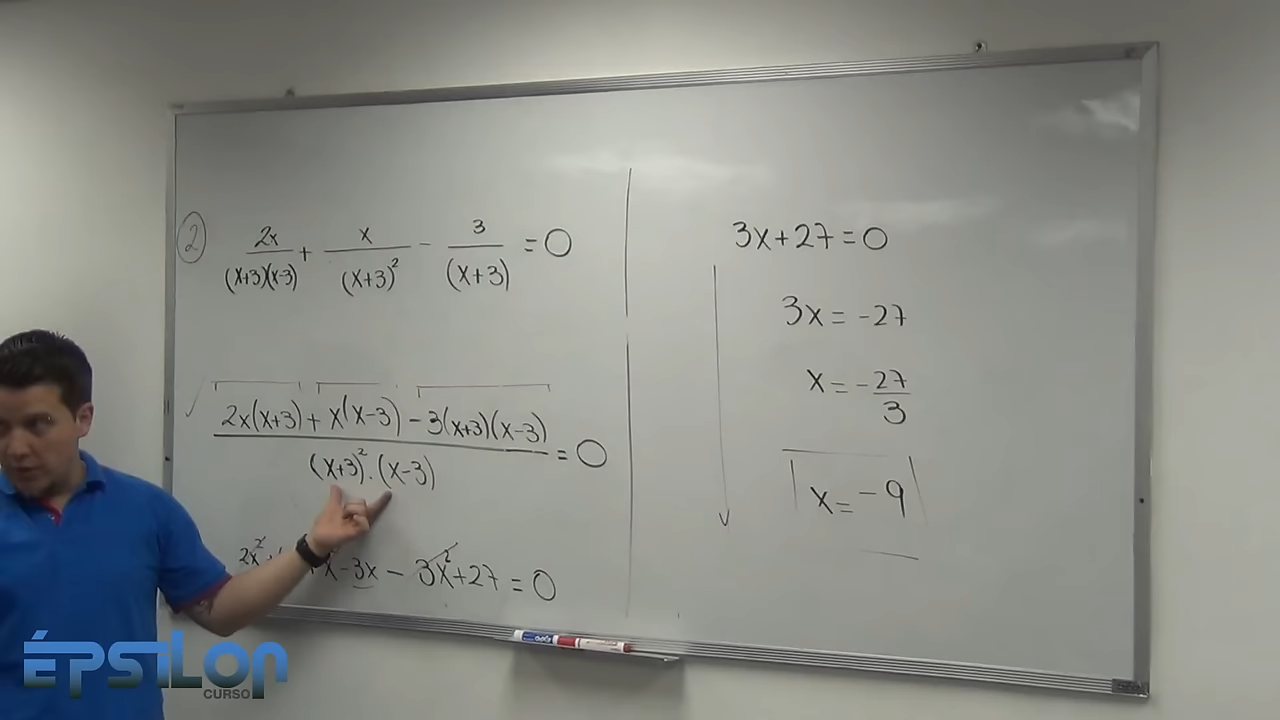 2
2x/(x+3)(x-3) + x/(x+3)² - 3/(x+3) = 0
2x(x+3) + x(x-3) - 3(x+3)(x-3)
(x+3)² . (x-3)
= 0
2x² x - 3x - 3x² + 27 = 0
3x + 27 = 0
3x = -27
x = -27/3
x = -9
ÉPSILON
CURSO